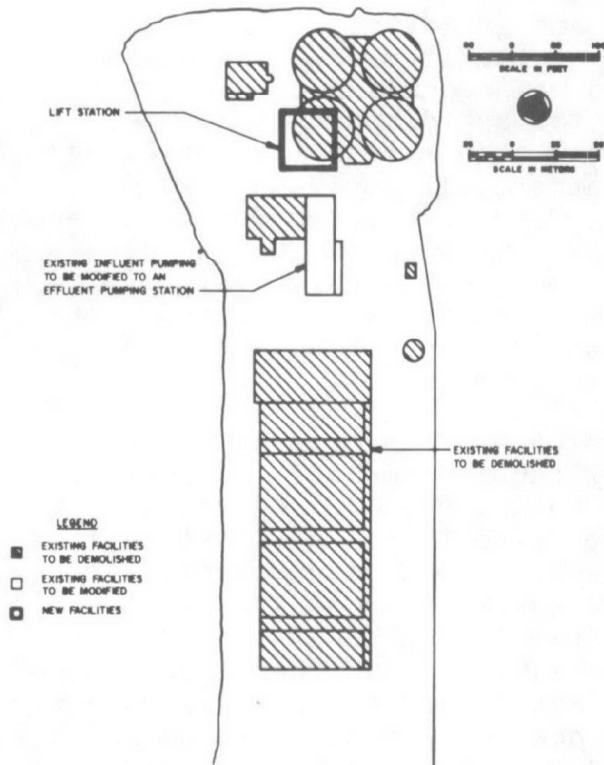 SCALE IN FEET
LIFT STATION
SCALE IN METERS
EXISTING INFLUENT PUMPING
TO BE MODIFIED TO AN
EFFLUENT PUMPING STATION
EXISTING FACILITIES
TO BE DEMOLISHED
LEGEND
EXISTING FACILITIES
TO BE DEMOLISHED
EXISTING FACILITIES
TO BE MODIFIED
NEW FACILITIES